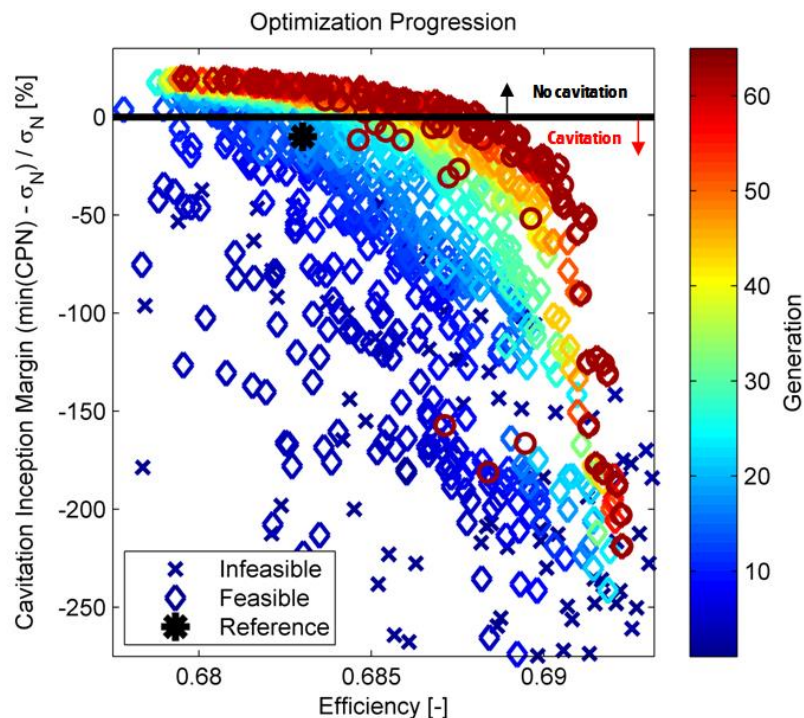 Optimization Progression
Cavitation Inception Margin (min(CPN) - σN) / σN [%]
0
-50
-100
-150
-200
-250
No cavitation
Cavitation
Infeasible
Feasible
Reference
0.68
0.685
0.69
Efficiency [-]
60
50
40
30
20
10
Generation